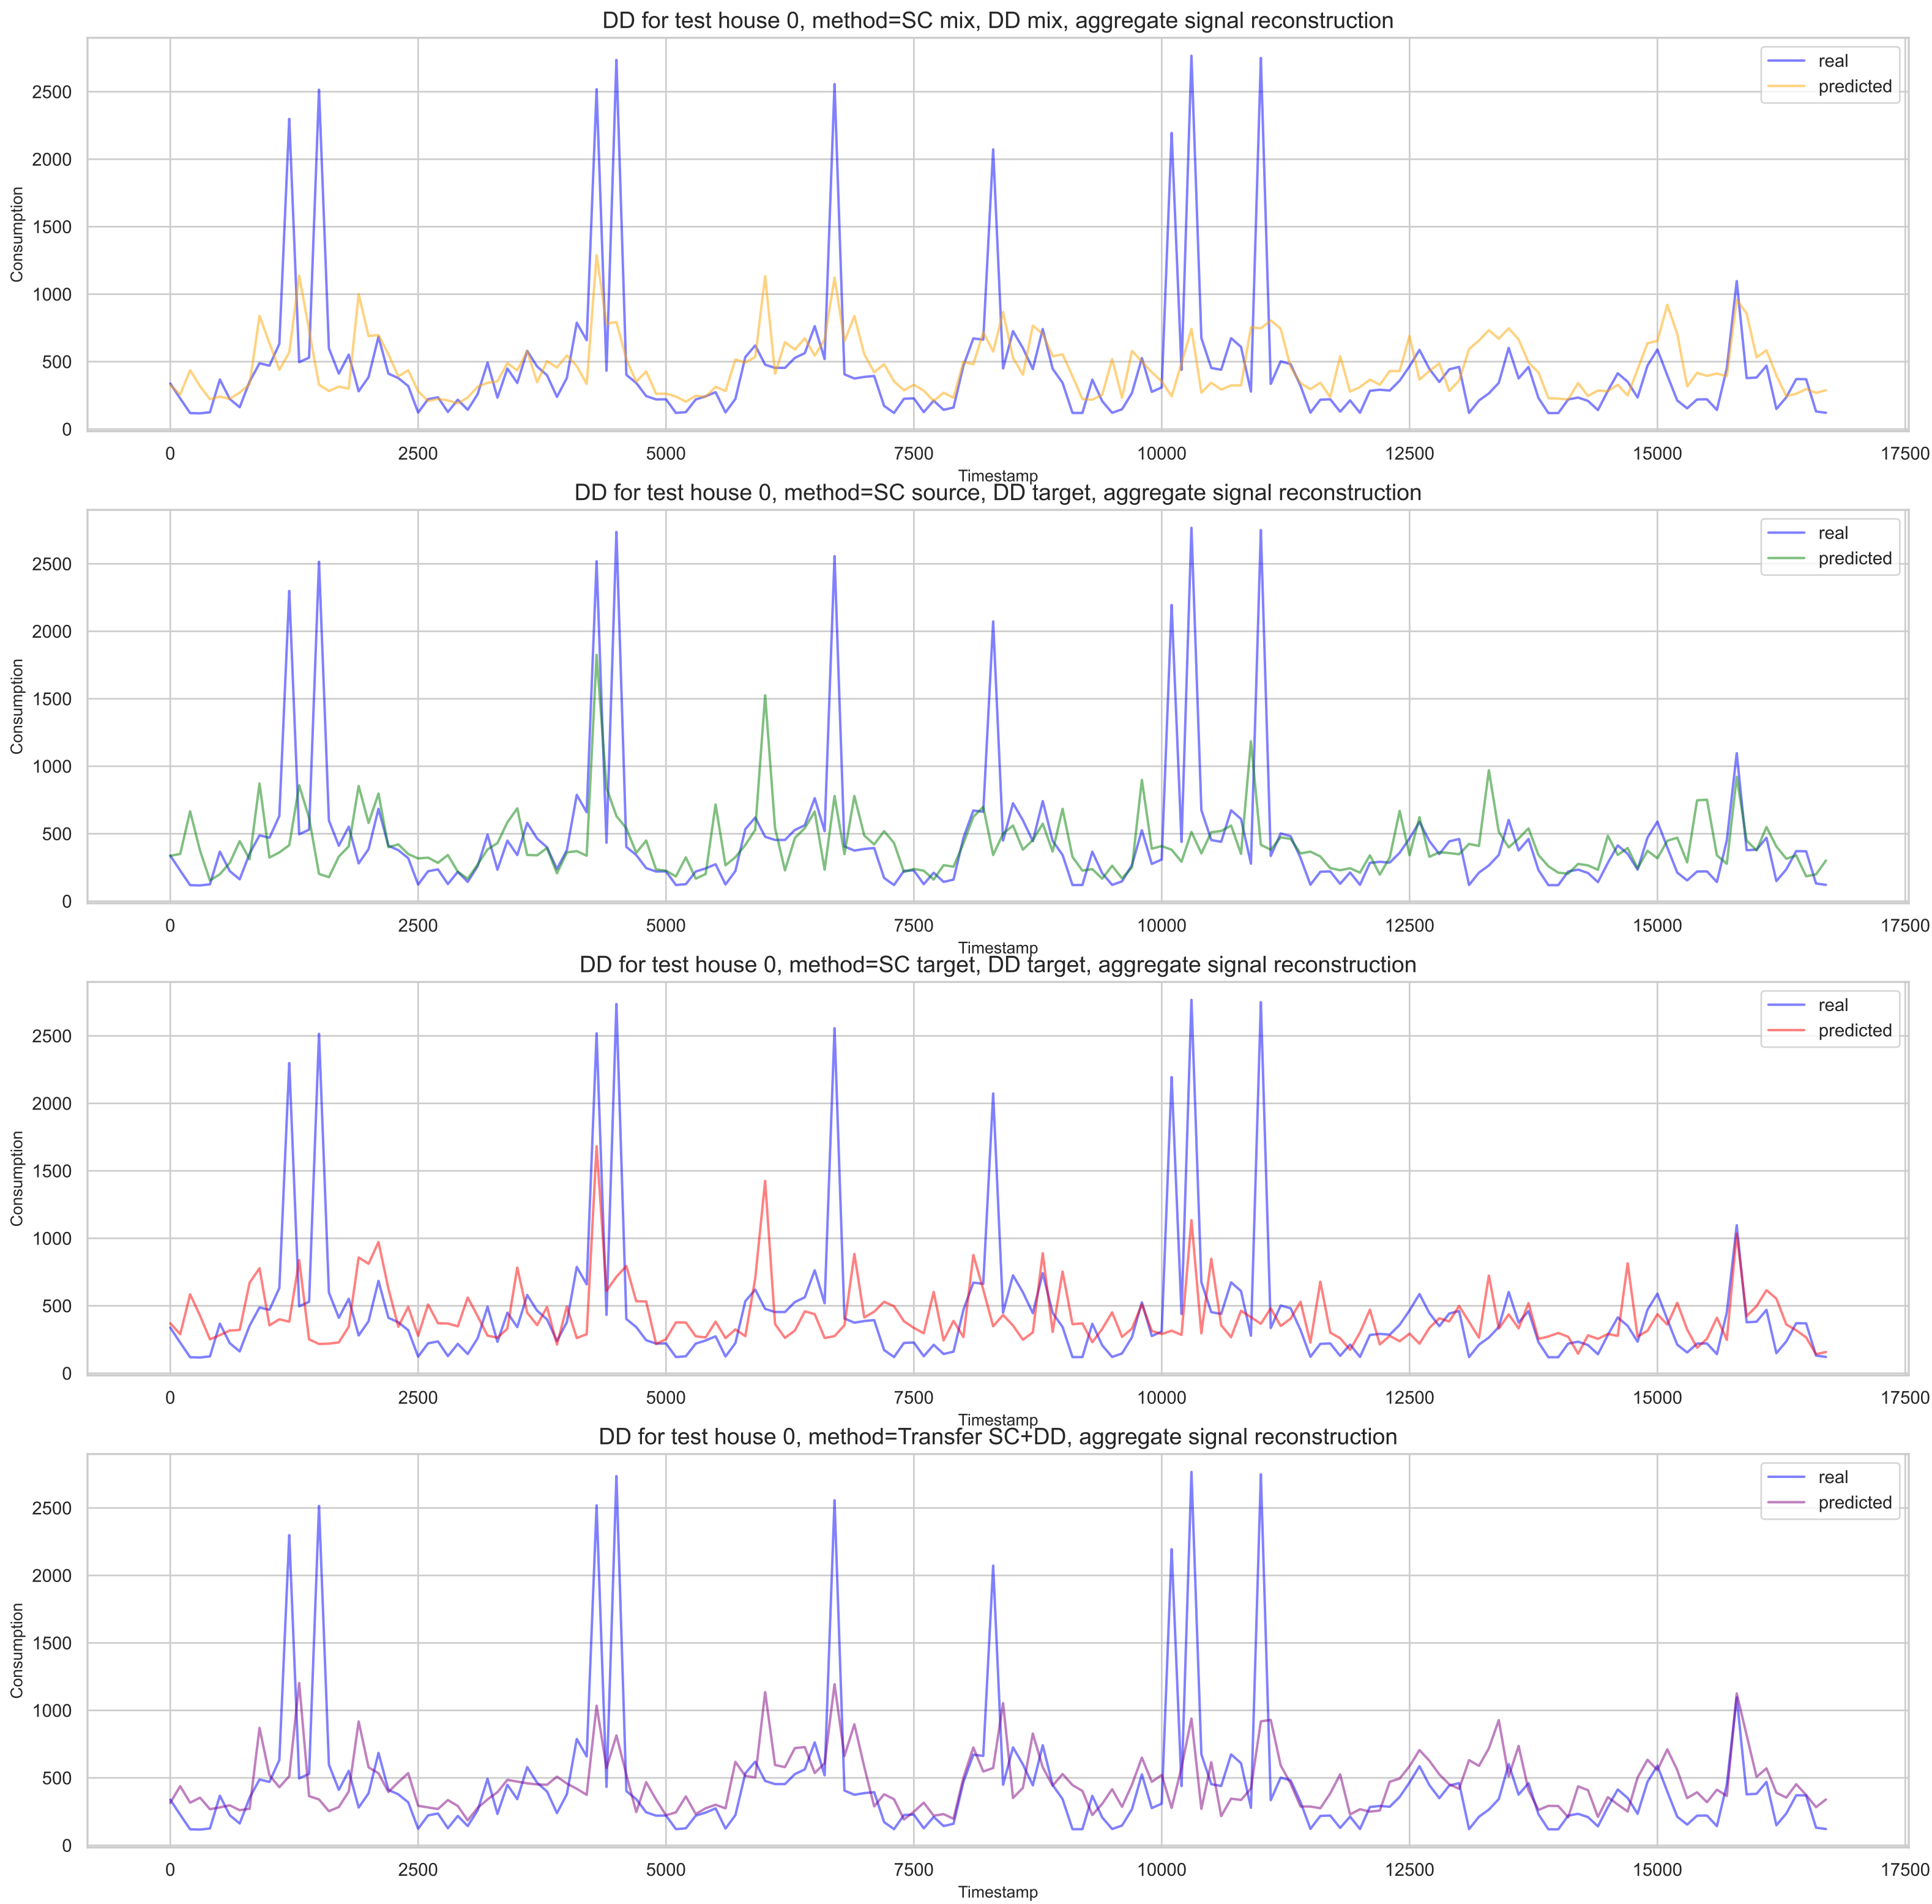 DD for test house 0, method=SC mix, DD mix, aggregate signal reconstruction
real
predicted
Consumption
2500
2000
1500
1000
500
0
0 2500 5000 7500 10000 12500 15000 17500
Timestamp
DD for test house 0, method=SC source, DD target, aggregate signal reconstruction
real
predicted
Consumption
2500
2000
1500
1000
500
0
0 2500 5000 7500 10000 12500 15000 17500
Timestamp
DD for test house 0, method=SC target, DD target, aggregate signal reconstruction
real
predicted
Consumption
2500
2000
1500
1000
500
0
0 2500 5000 7500 10000 12500 15000 17500
Timestamp
DD for test house 0, method=Transfer SC+DD, aggregate signal reconstruction
real
predicted
Consumption
2500
2000
1500
1000
500
0
0 2500 5000 7500 10000 12500 15000 17500
Timestamp